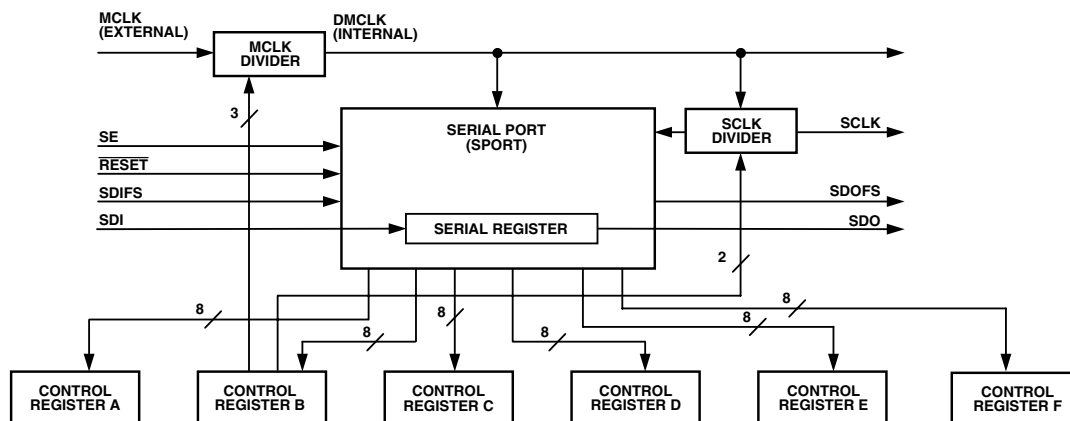 MCLK
(EXTERNAL)
MCLK
DIVIDER
DMCLK
(INTERNAL)
3
SE
RESET
SDIFS
SDI
SERIAL PORT
(SPORT)
SERIAL REGISTER
SCLK
DIVIDER
SCLK
SDOFS
SDO
2
8
8
8
8
8
8
CONTROL
REGISTER A
CONTROL
REGISTER B
CONTROL
REGISTER C
CONTROL
REGISTER D
CONTROL
REGISTER E
CONTROL
REGISTER F